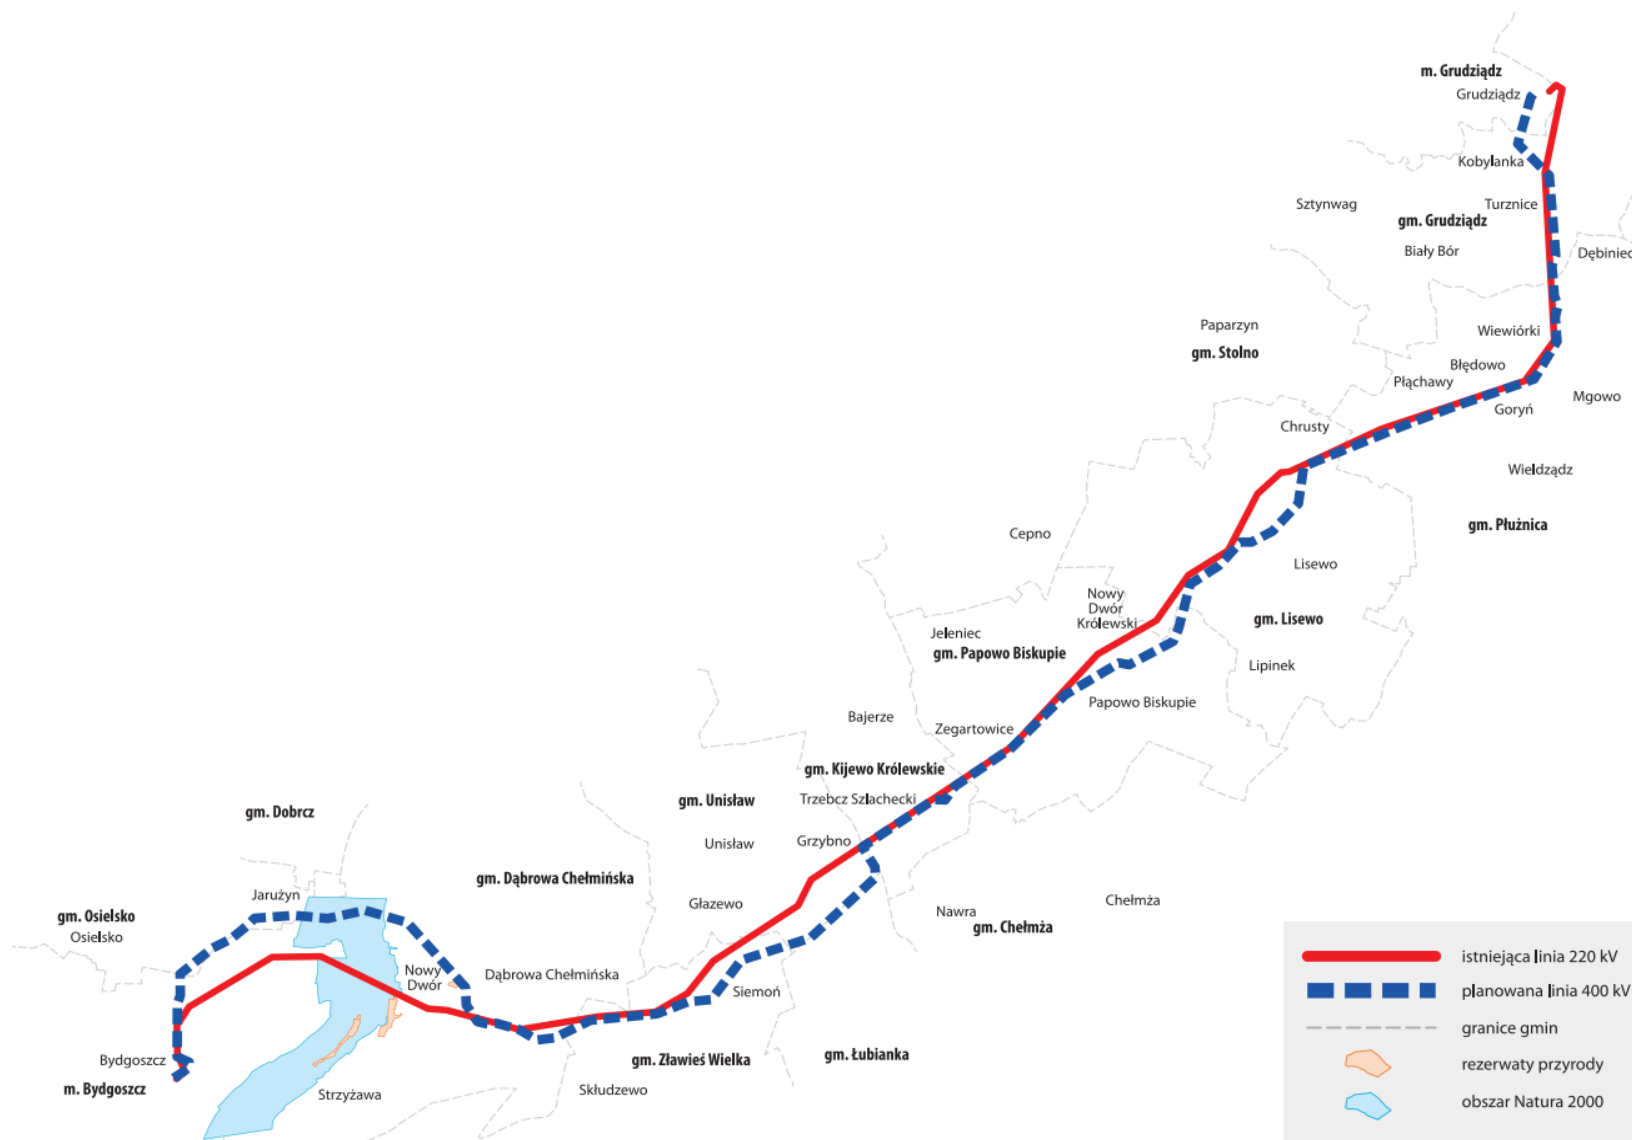 m. Grudziądz
Grudziądz
Kobylanka
Sztynwag
Turznice
gm. Grudziądz
Biały Bór
Dębiniec
Paparzyn
Wiewiórki
gm. Stolno
Błędowo
Płąchawy
Mgowo
Goryń
Chrusty
Wieldządz
gm. Płużnica
Cepno
Lisewo
Nowy
Dwór
Królewski
gm. Lisewo
Jeleniec
gm. Papowo Biskupie
Lipinek
Papowo Biskupie
Bajerze
Zegartowice
gm. Kijewo Królewskie
gm. Unisław
Trzebcz Szlachecki
gm. Dobrcz
Unisław
Grzybno
gm. Dąbrowa Chełmińska
Jarużyn
Głazewo
Chełmża
Nawra
gm. Chełmża
gm. Osielsko
Osielsko
Nowy
Dwór
Dąbrowa Chełmińska
Siemoń
Bydgoszcz
gm. Zławieś Wielka
gm. Łubianka
m. Bydgoszcz
Strzyżawa
Skłudzewo
istniejąca linia 220 kV
planowana linia 400 kV
granice gmin
rezerwaty przyrody
obszar Natura 2000